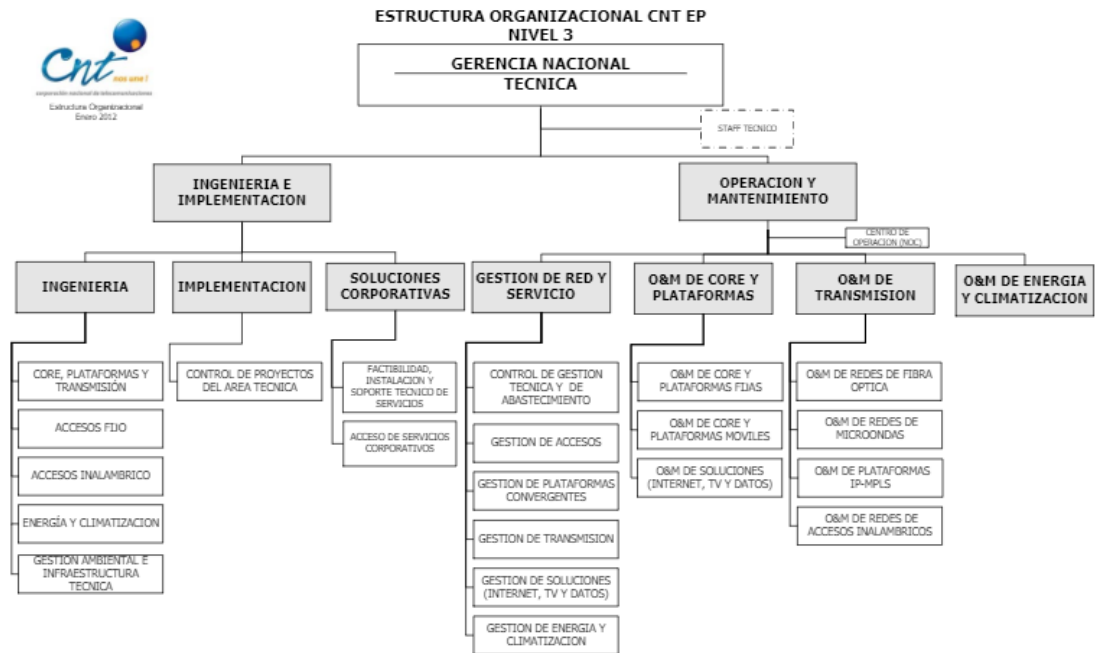 ESTRUCTURA ORGANIZACIONAL CNT EP
NIVEL 3
Cnt
nos une!
corporación nacional de telecomunicaciones
Estructura Organizacional
Enero 2012
GERENCIA NACIONAL
TECNICA
STAFF TECNICO
INGENIERIA E
IMPLEMENTACION
OPERACION Y
MANTENIMIENTO
CENTRO DE
OPERACION (NOC)
INGENIERIA
IMPLEMENTACION
SOLUCIONES
CORPORATIVAS
GESTION DE RED Y
SERVICIO
O&M DE CORE Y
PLATAFORMAS
O&M DE
TRANSMISION
O&M DE ENERGIA
Y CLIMATIZACION
CORE, PLATAFORMAS Y
TRANSMISIÓN
ACCESOS FIJO
ACCESOS INALAMBRICO
ENERGÍA Y CLIMATIZACION
GESTION AMBIENTAL E
INFRAESTRUCTURA
TECNICA
CONTROL DE PROYECTOS
DEL AREA TECNICA
FACTIBILIDAD,
INSTALACION Y
SOPORTE TECNICO DE
SERVICIOS
ACCESO DE SERVICIOS
CORPORATIVOS
CONTROL DE GESTION
TECNICA Y DE
ABASTECIMIENTO
GESTION DE ACCESOS
GESTION DE PLATAFORMAS
CONVERGENTES
GESTION DE TRANSMISION
GESTION DE SOLUCIONES
(INTERNET, TV Y DATOS)
GESTION DE ENERGIA Y
CLIMATIZACION
O&M DE CORE Y
PLATAFORMAS FIJAS
O&M DE CORE Y
PLATAFORMAS MOVILES
O&M DE SOLUCIONES
(INTERNET, TV Y DATOS)
O&M DE REDES DE FIBRA
OPTICA
O&M DE REDES DE
MICROONDAS
O&M DE PLATAFORMAS
IP-MPLS
O&M DE REDES DE
ACCESOS INALAMBRICOS